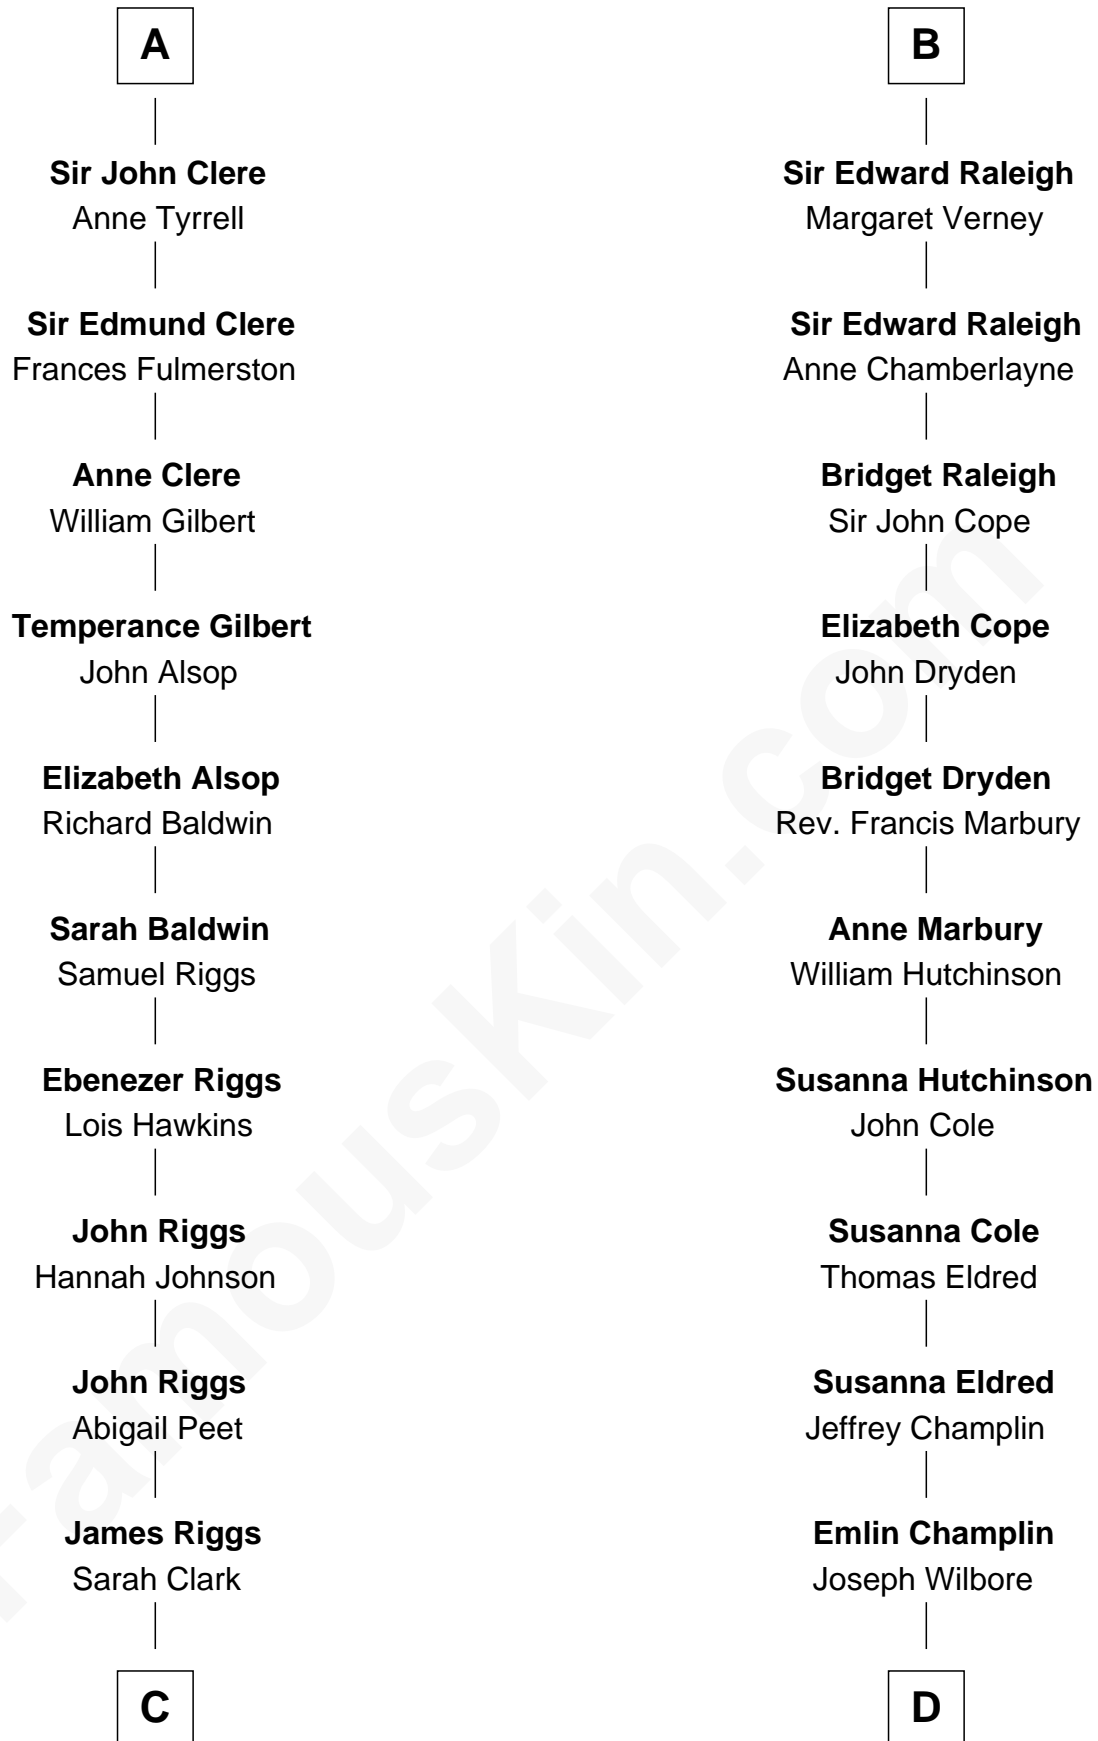 A
Sir John Clere
Anne Tyrrell
Sir Edmund Clere
Frances Fulmerston
Anne Clere
William Gilbert
Temperance Gilbert
John Alsop
Elizabeth Alsop
Richard Baldwin
Sarah Baldwin
Samuel Riggs
Ebenezer Riggs
Lois Hawkins
John Riggs
Hannah Johnson
John Riggs
Abigail Peet
James Riggs
Sarah Clark
C
B
Sir Edward Raleigh
Margaret Verney
Sir Edward Raleigh
Anne Chamberlayne
Bridget Raleigh
Sir John Cope
Elizabeth Cope
John Dryden
Bridget Dryden
Rev. Francis Marbury
Anne Marbury
William Hutchinson
Susanna Hutchinson
John Cole
Susanna Cole
Thomas Eldred
Susanna Eldred
Jeffrey Champlin
Emlin Champlin
Joseph Wilbore
D
FamousKin.com